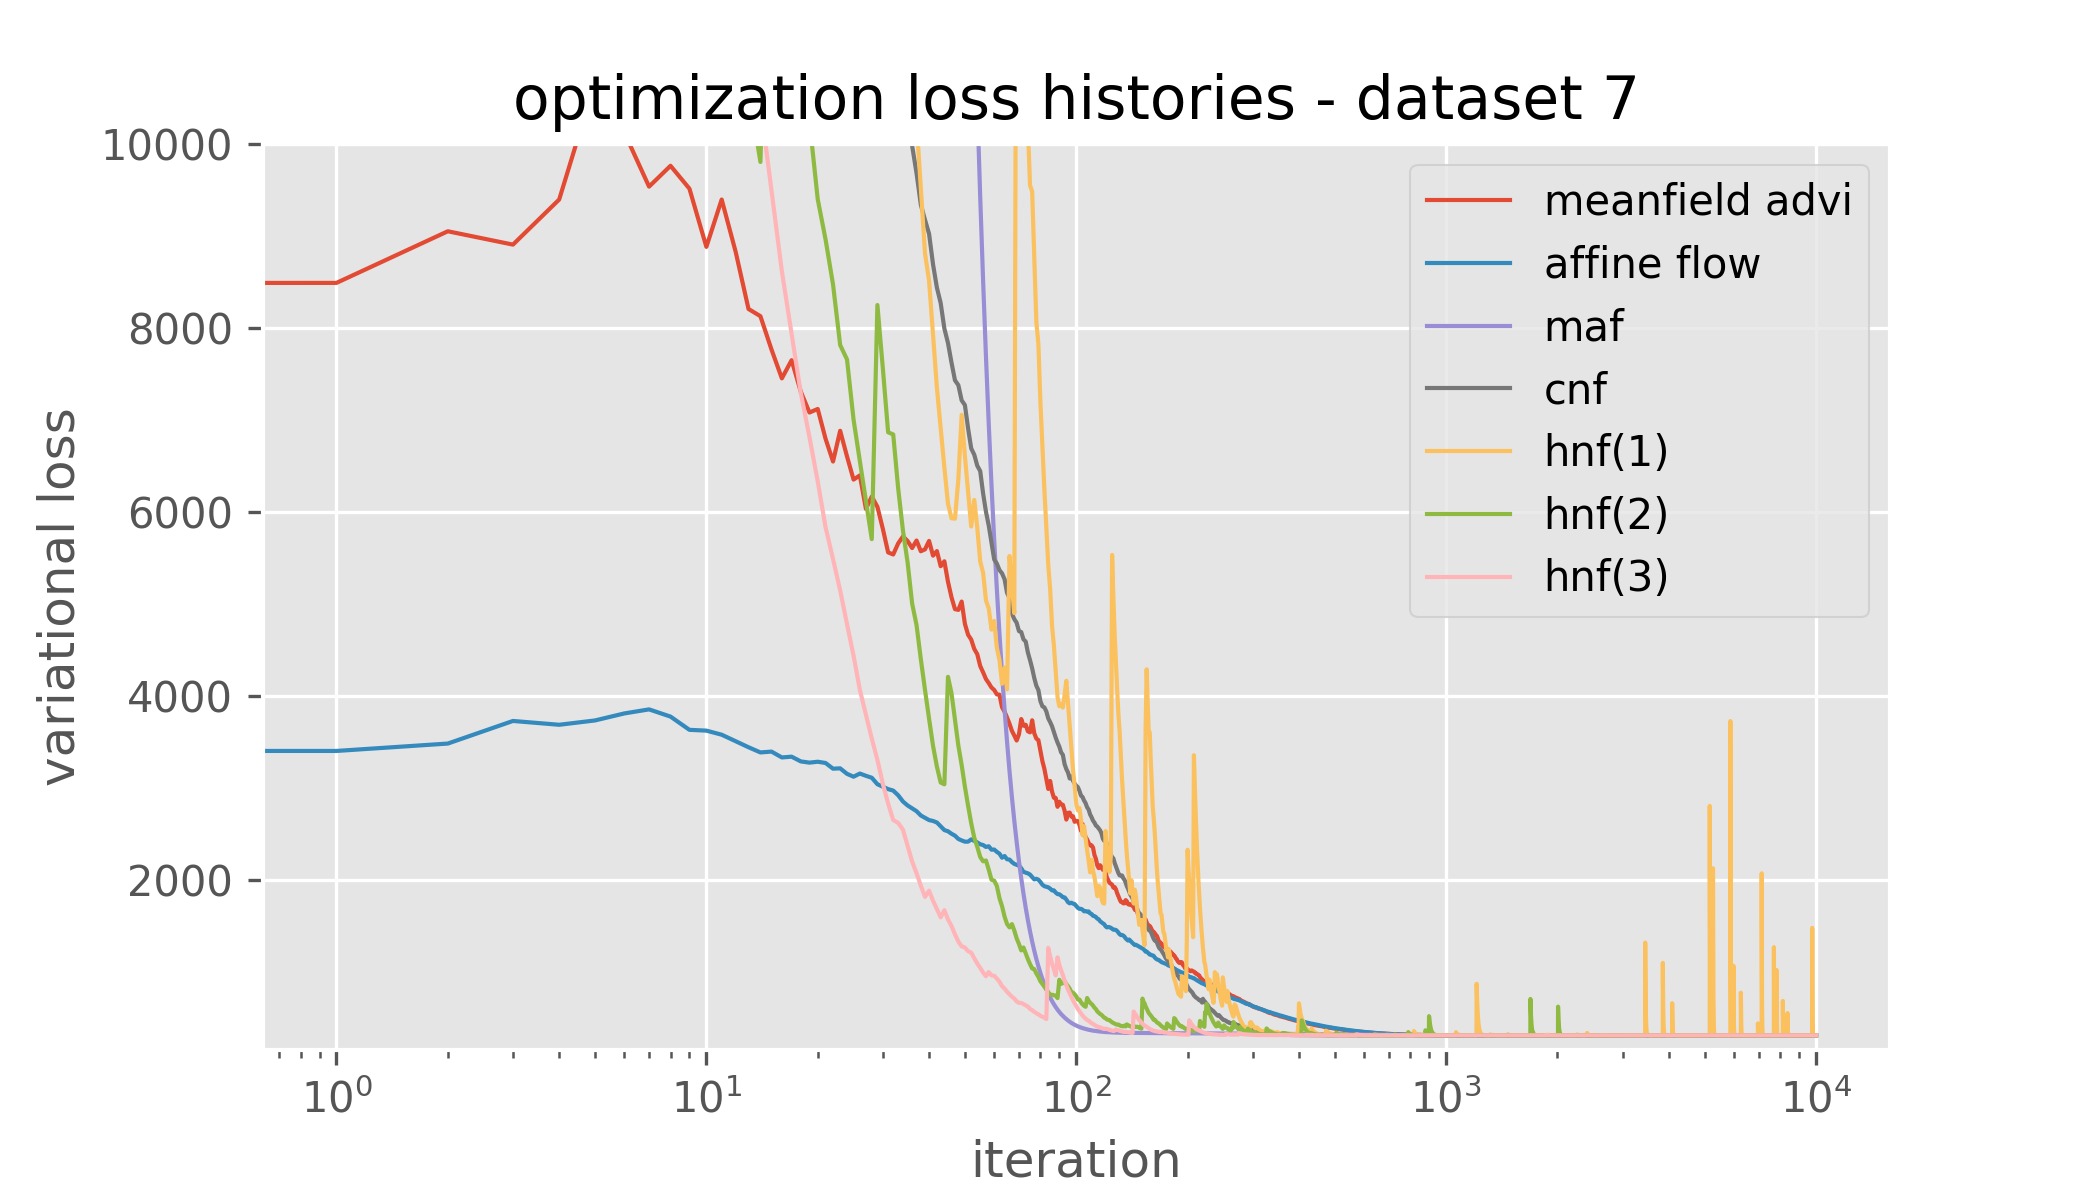 optimization loss histories - dataset 7
10000
8000
6000
4000
2000
variational loss
10⁰
10¹
10²
10³
10⁴
iteration
meanfield advi
affine flow
maf
cnf
hnf(1)
hnf(2)
hnf(3)